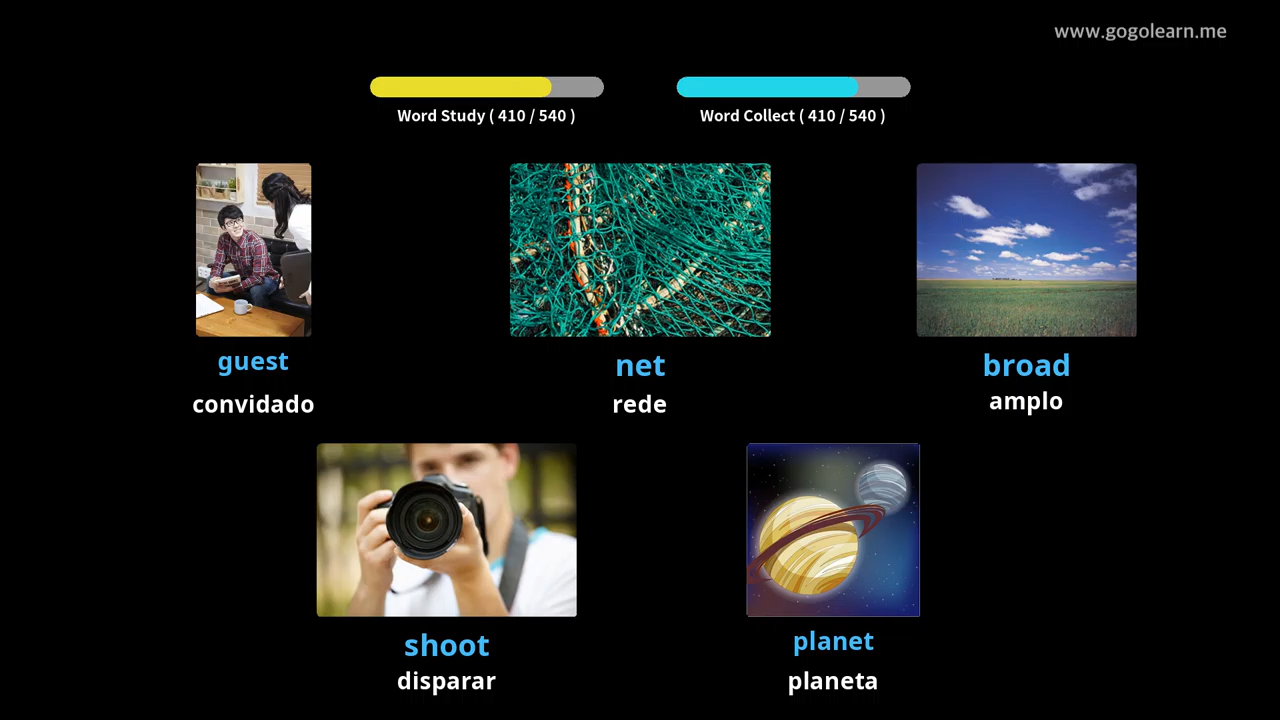 www.gogolearn.me
Word Study ( 410 / 540 )
Word Collect ( 410 / 540 )
guest
convidado
net
rede
broad
amplo
shoot
disparar
planet
planeta